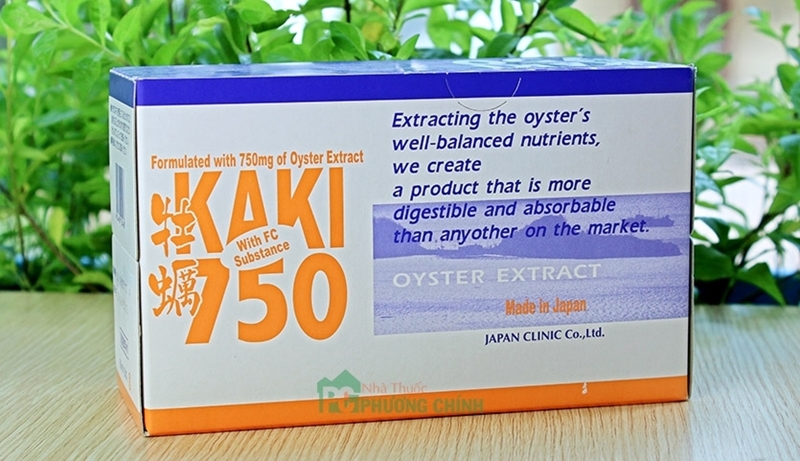 Formulated with 750mg of Oyster Extract
牡蠣
KAKI
With FC
Substance
750
Extracting the oyster's
well-balanced nutrients,
we create
a product that is more
digestible and absorbable
than anyother on the market.
OYSTER EXTRACT
Made in Japan
JAPAN CLINIC Co.,Ltd.
Nhà Thuốc
PHƯƠNG CHÍNH